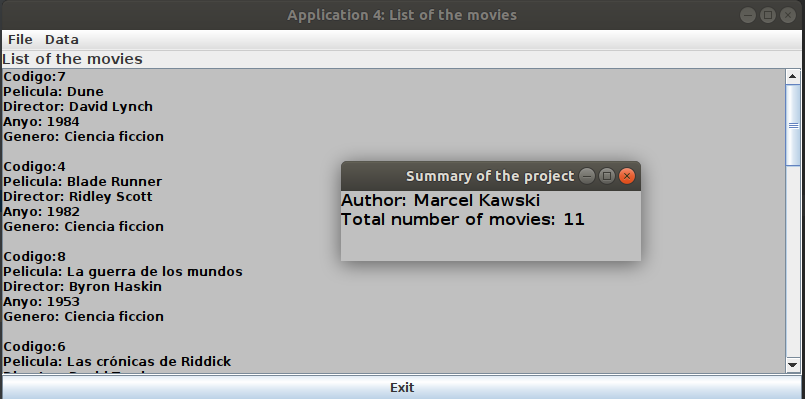 Application 4: List of the movies
File Data
List of the movies
Codigo:7
Pelicula: Dune
Director: David Lynch
Anyo: 1984
Genero: Ciencia ficcion
Codigo:4
Pelicula: Blade Runner
Director: Ridley Scott
Anyo: 1982
Genero: Ciencia ficcion
Codigo:8
Pelicula: La guerra de los mundos
Director: Byron Haskin
Anyo: 1953
Genero: Ciencia ficcion
Codigo:6
Pelicula: Las crónicas de Riddick
Summary of the project
Author: Marcel Kawski
Total number of movies: 11
Exit